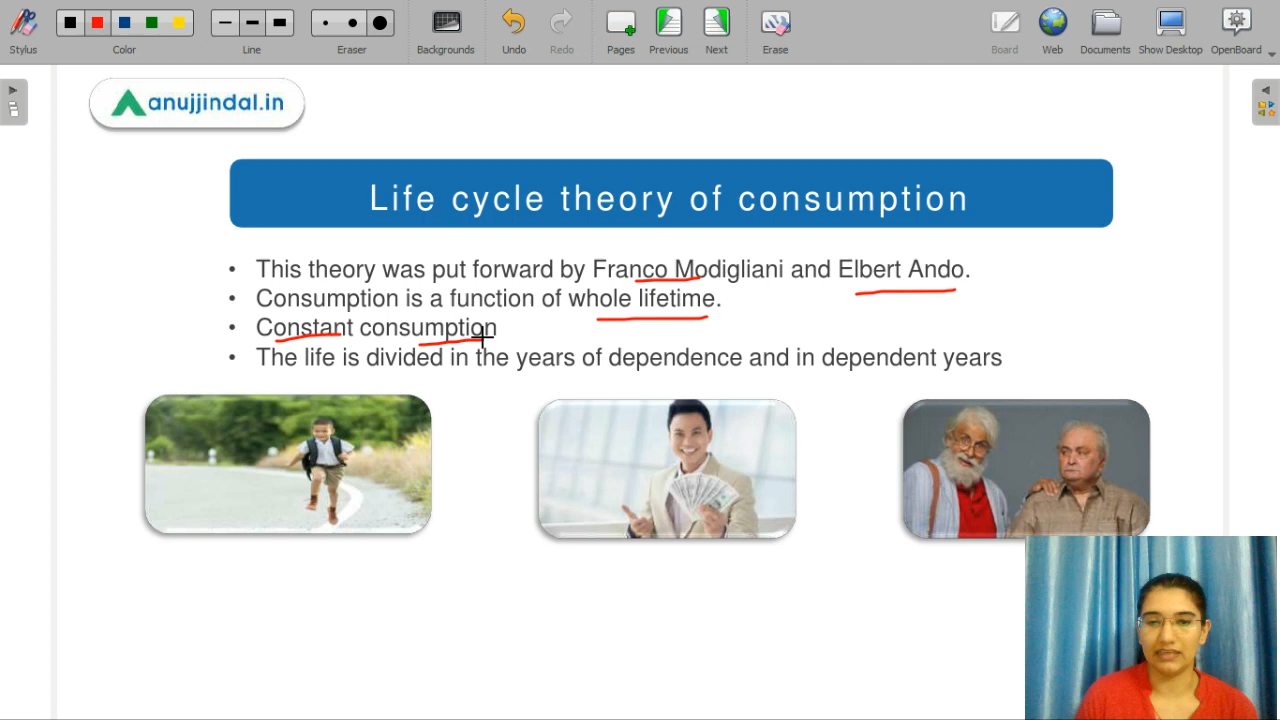 Stylus
Color
Line
Eraser
Backgrounds
Undo
Redo
Pages
Previous
Next
Erase
Board
Web
Documents
Show Desktop
OpenBoard
anujjindal.in
Life cycle theory of consumption
• This theory was put forward by Franco Modigliani and Elbert Ando.
• Consumption is a function of whole lifetime.
• Constant consumption
• The life is divided in the years of dependence and in dependent years